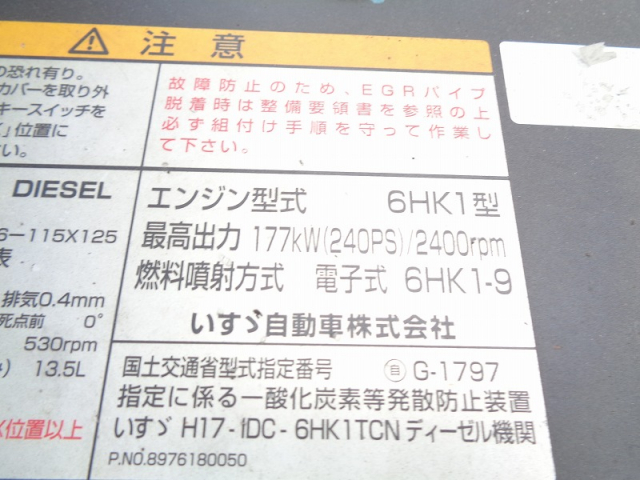 注意
の恐れ有り。
カバーを取り外
キースイッチを
」位置に
い。
故障防止のため、EGRパイプ
脱着時は整備要領書を参照の上
必ず組付け手順を守って作業し
て下さい。
DIESEL
6-115X125
表
排気0.4mm
死点前 0°
530rpm
) 13.5L
位置以上
エンジン型式 6HK1型
最高出力 177kW(240PS)/2400rpm
燃料噴射方式 電子式 6HK1-9
いすゞ自動車株式会社
国土交通省型式指定番号 自 G-1797
指定に係る一酸化炭素等発散防止装置
いすゞ H17-IDC-6HK1TCN ディーゼル機関
P.NO.8976180050